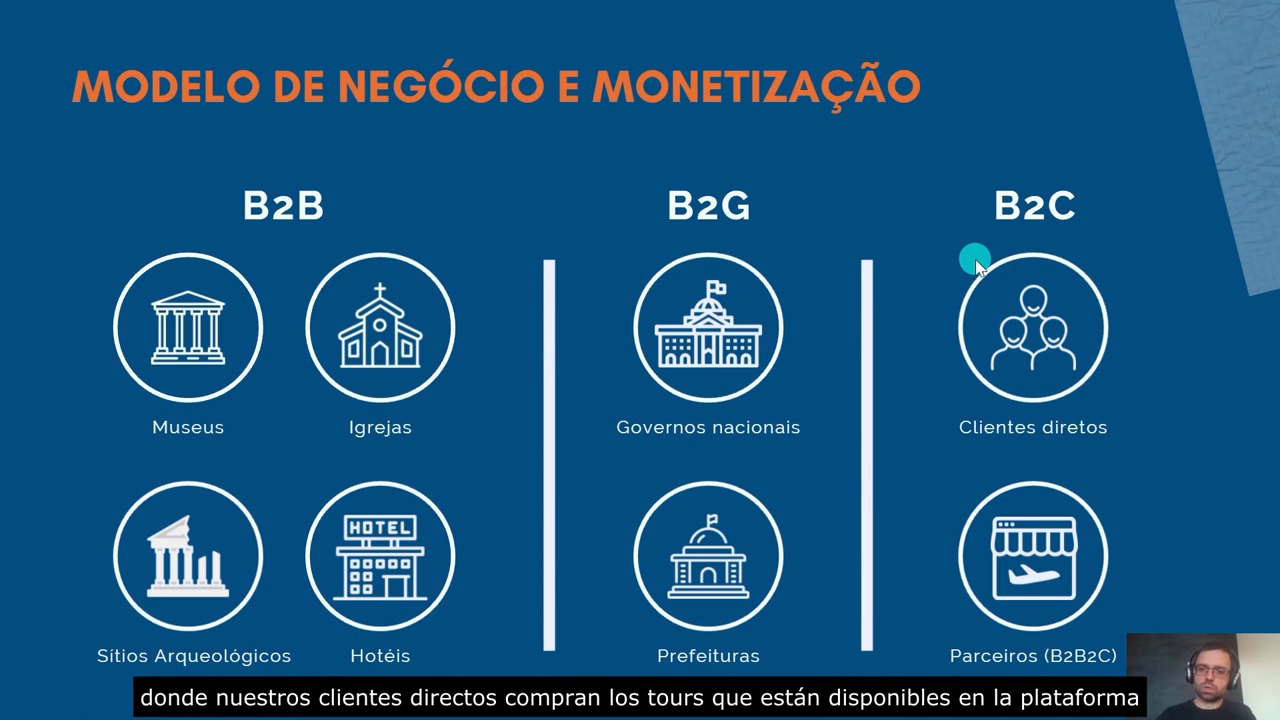 MODELO DE NEGÓCIO E MONETIZAÇÃO
B2B
B2G
B2C
Museus
Igrejas
Governos nacionais
Clientes diretos
HOTEL
Sítios Arqueológicos
Hotéis
Prefeituras
Parceiros (B2B2C)
donde nuestros clientes directos compran los tours que están disponibles en la plataforma